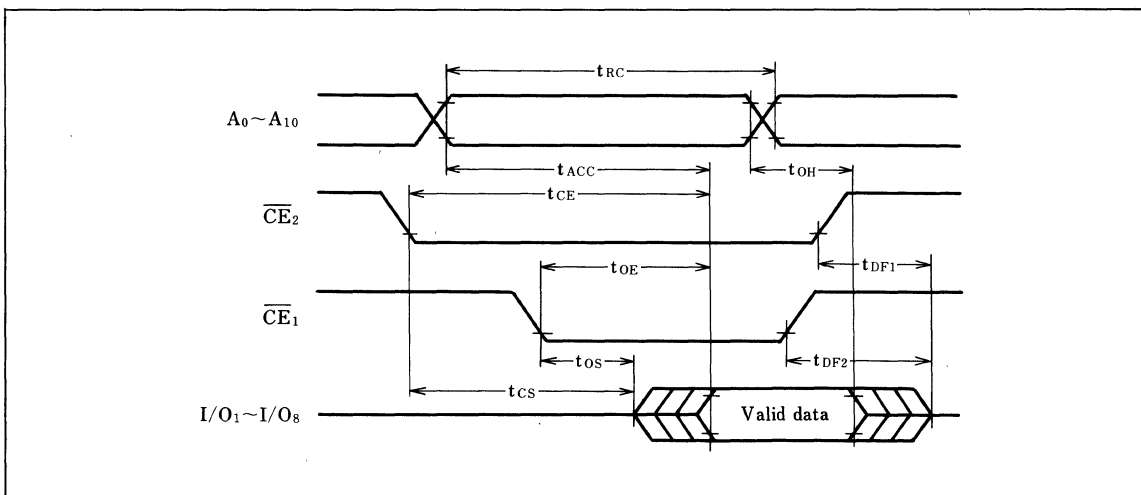 tRC
A0~A10
tACC
tOH
tCE
CE2
tOE
tDF1
CE1
tOS
tDF2
tCS
I/O1~I/O8
Valid data